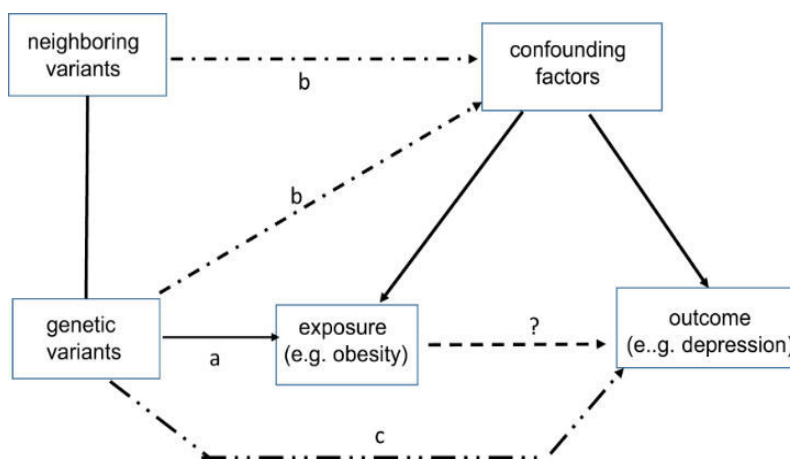 neighboring
variants
b
confounding
factors
b
genetic
variants
a
exposure
(e.g. obesity)
?
outcome
(e..g. depression)
c